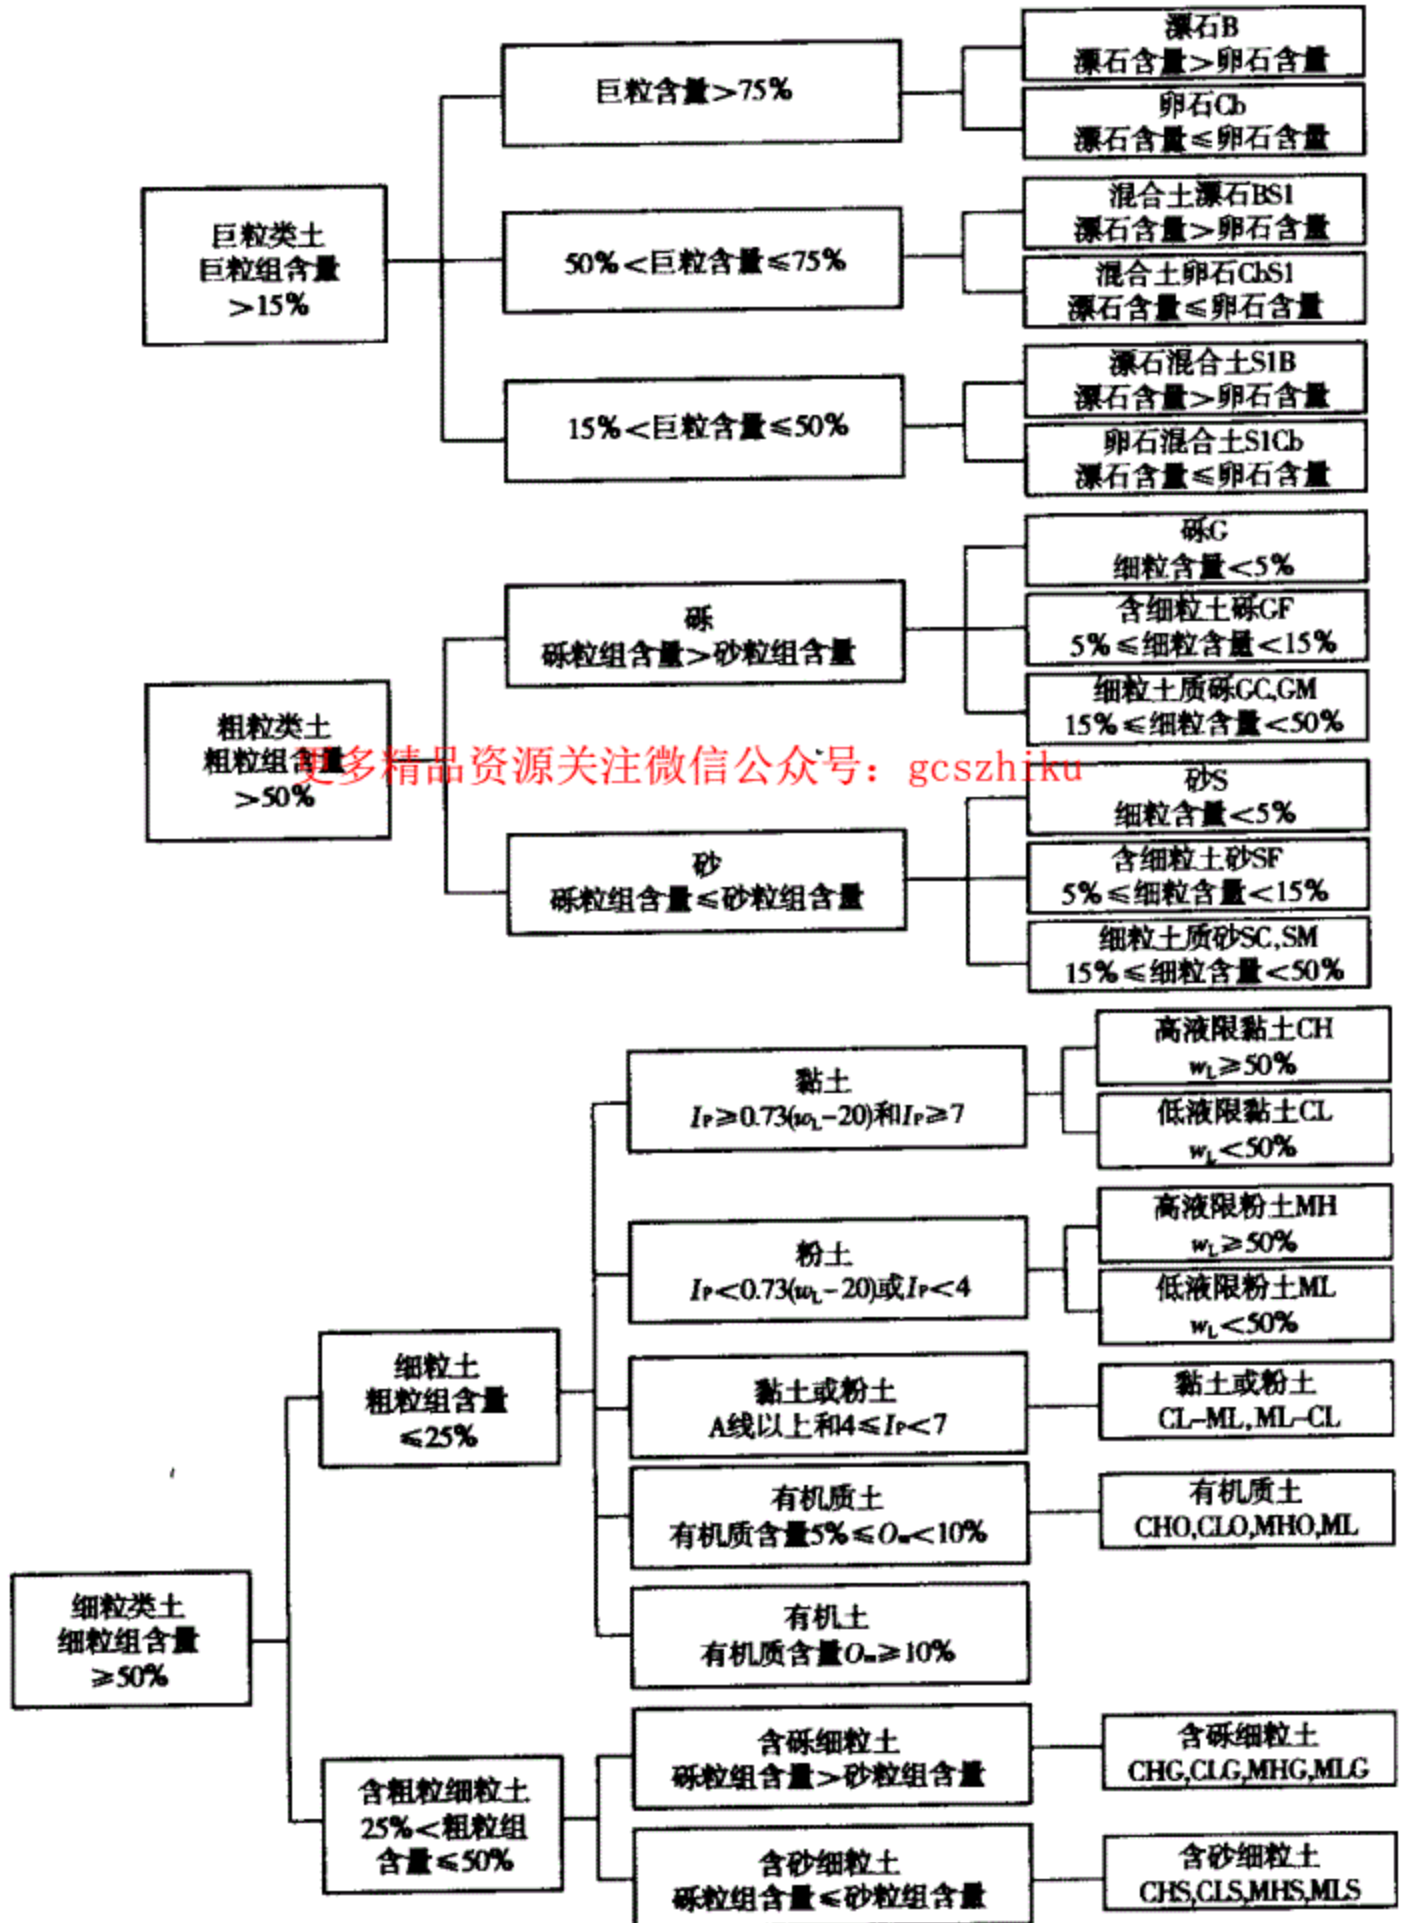 漂石B
漂石含量>卵石含量
巨粒含量>75%
卵石Cb
漂石含量≤卵石含量
混合土漂石BS1
漂石含量>卵石含量
巨粒类土
巨粒组含量
>15%
50%<巨粒含量≤75%
混合土卵石CbS1
漂石含量≤卵石含量
漂石混合土S1B
漂石含量>卵石含量
15%<巨粒含量≤50%
卵石混合土S1Cb
漂石含量≤卵石含量
砾G
细粒含量<5%
砾
砾粒组含量>砂粒组含量
含细粒土砾GF
5%≤细粒含量<15%
细粒土质砾GC,GM
15%≤细粒含量<50%
粗粒类土
粗粒组含量
>50%
更多精品资源关注微信公众号：gcszhiku
砂S
细粒含量<5%
砂
砾粒组含量≤砂粒组含量
含细粒土砂SF
5%≤细粒含量<15%
细粒土质砂SC,SM
15%≤细粒含量<50%
高液限黏土CH
wL≥50%
黏土
IP≥0.73(wL-20)和IP≥7
低液限黏土CL
wL<50%
高液限粉土MH
wL≥50%
粉土
IP<0.73(wL-20)或IP<4
低液限粉土ML
wL<50%
细粒土
粗粒组含量
≤25%
黏土或粉土
A线以上和4≤IP<7
黏土或粉土
CL-ML,ML-CL
有机质土
有机质含量5%≤Om<10%
有机质土
CHO,CLO,MHO,ML
细粒类土
细粒组含量
≥50%
有机土
有机质含量Om≥10%
含砾细粒土
砾粒组含量>砂粒组含量
含砾细粒土
CHG,CLG,MHG,MLG
含粗粒细粒土
25%<粗粒组
含量≤50%
含砂细粒土
砾粒组含量≤砂粒组含量
含砂细粒土
CHS,CLS,MHS,MLS